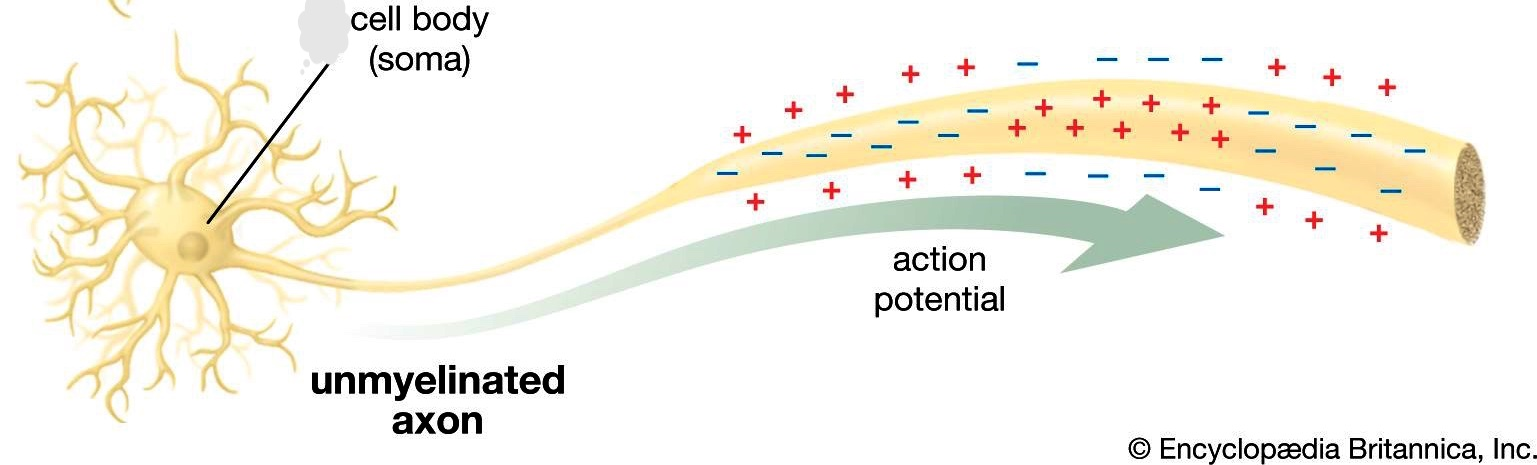 cell body
(soma)
action
potential
unmyelinated
axon
© Encyclopædia Britannica, Inc.